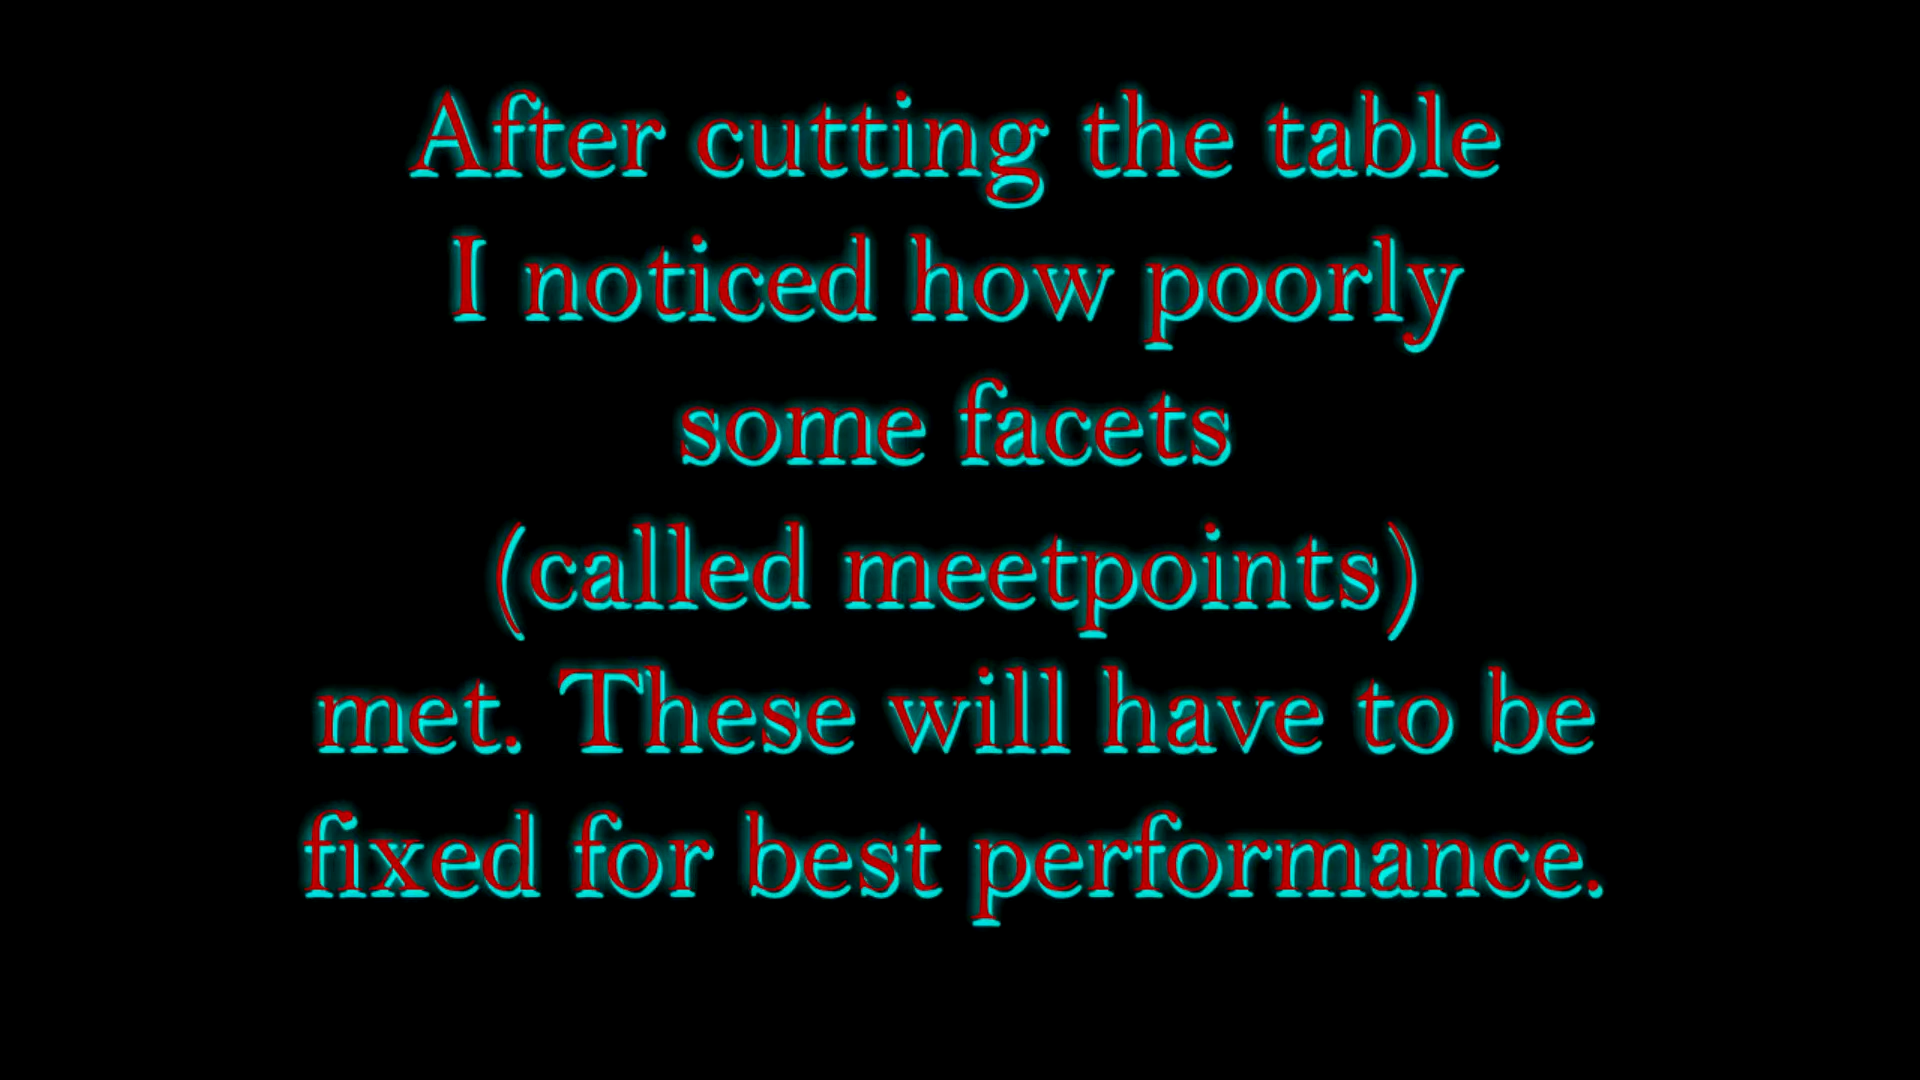 After cutting the table
I noticed how poorly
some facets
(called meetpoints)
met. These will have to be
fixed for best performance.